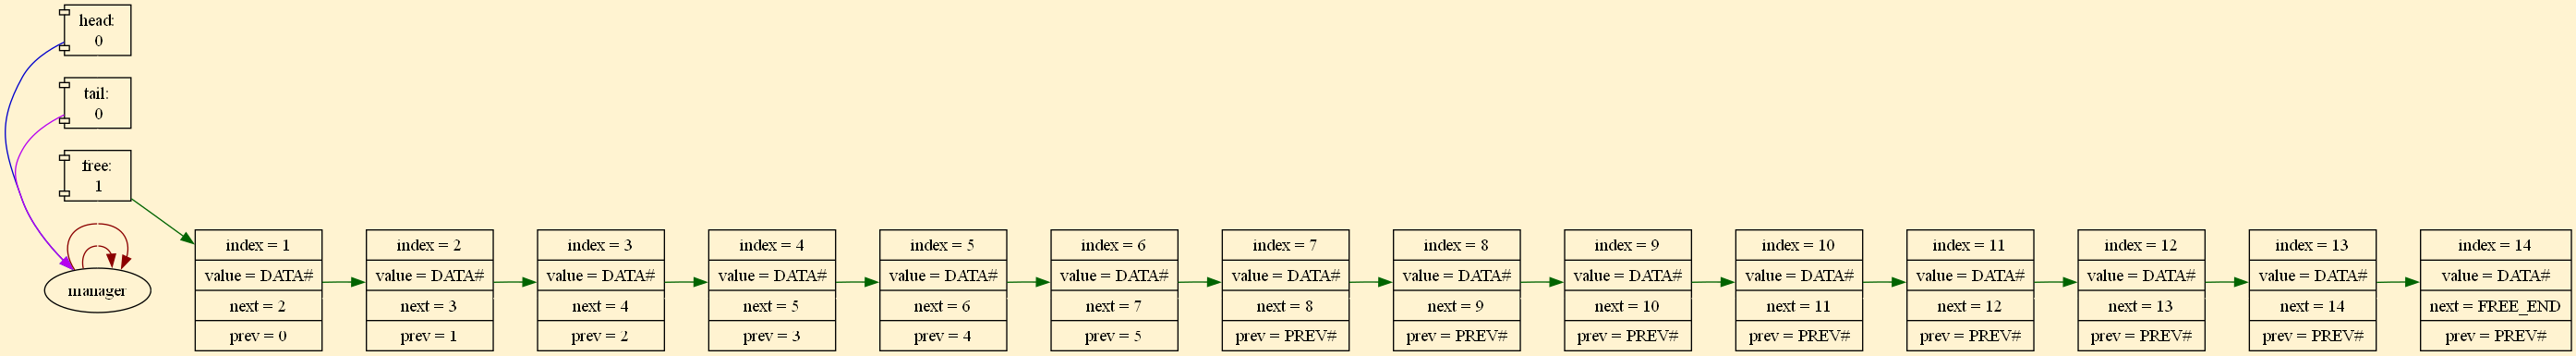 head:
0
tail:
0
free:
1
manager
index = 1
value = DATA#
next = 2
prev = 0
index = 2
value = DATA#
next = 3
prev = 1
index = 3
value = DATA#
next = 4
prev = 2
index = 4
value = DATA#
next = 5
prev = 3
index = 5
value = DATA#
next = 6
prev = 4
index = 6
value = DATA#
next = 7
prev = 5
index = 7
value = DATA#
next = 8
prev = PREV#
index = 8
value = DATA#
next = 9
prev = PREV#
index = 9
value = DATA#
next = 10
prev = PREV#
index = 10
value = DATA#
next = 11
prev = PREV#
index = 11
value = DATA#
next = 12
prev = PREV#
index = 12
value = DATA#
next = 13
prev = PREV#
index = 13
value = DATA#
next = 14
prev = PREV#
index = 14
value = DATA#
next = FREE_END
prev = PREV#